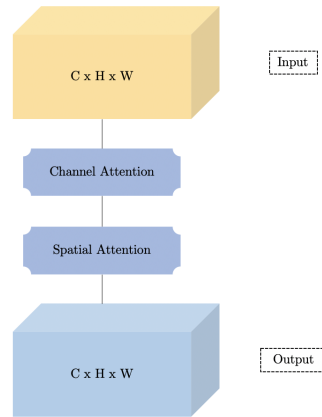 C x H x W
Input
Channel Attention
Spatial Attention
C x H x W
Output